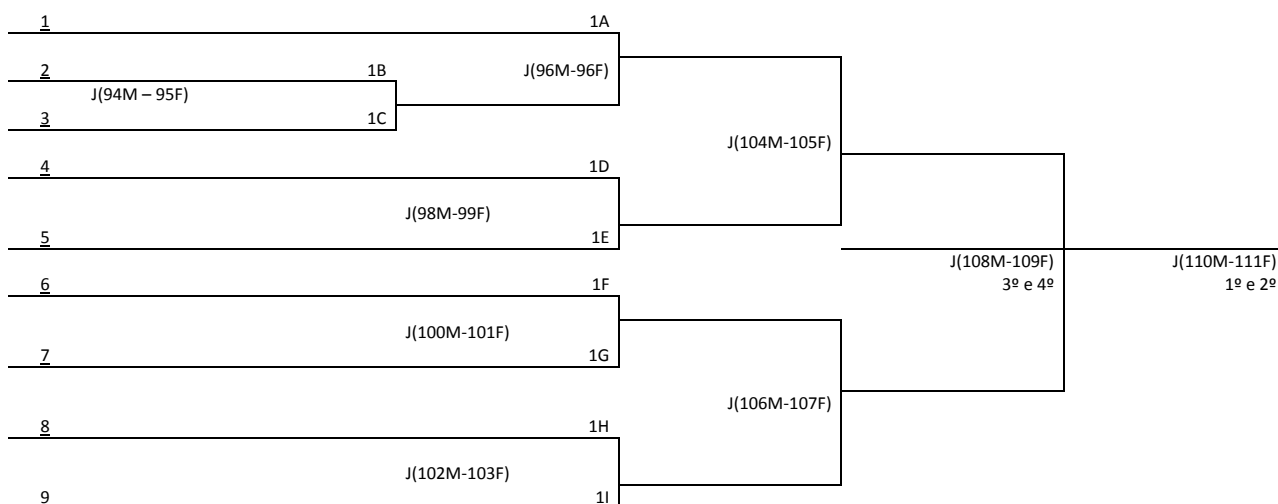 1 1A
2 1B J(96M-96F)
J(94M – 95F)
3 1C
J(104M-105F)
4 1D
J(98M-99F)
5 1E
J(108M-109F) J(110M-111F)
3º e 4º 1º e 2º
6 1F
J(100M-101F)
7 1G
J(106M-107F)
8 1H
J(102M-103F)
9 1I